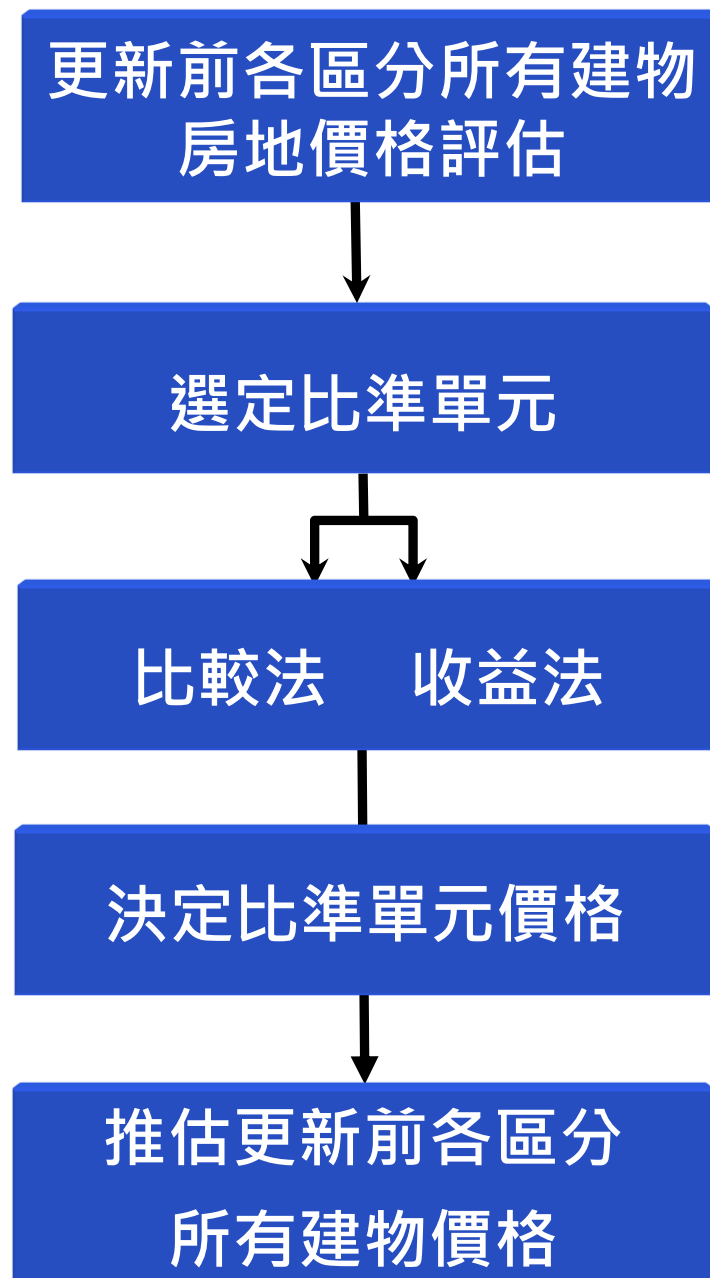 更新前各區分所有建物
房地價格評估
選定比準單元
比較法 收益法
決定比準單元價格
推估更新前各區分
所有建物價格